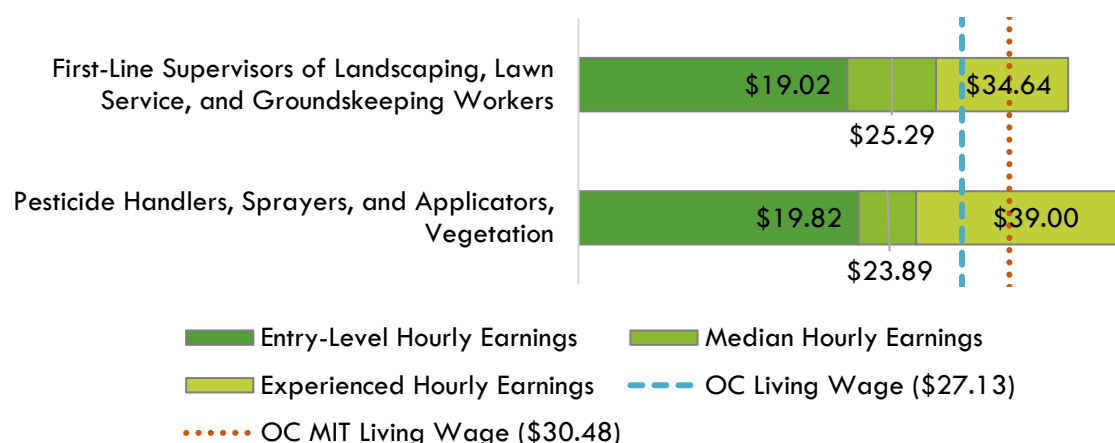 First-Line Supervisors of Landscaping, Lawn
Service, and Groundskeeping Workers
$19.02
$34.64
$25.29
Pesticide Handlers, Sprayers, and Applicators,
Vegetation
$19.82
$39.00
$23.89
Entry-Level Hourly Earnings
Median Hourly Earnings
Experienced Hourly Earnings
OC Living Wage ($27.13)
OC MIT Living Wage ($30.48)